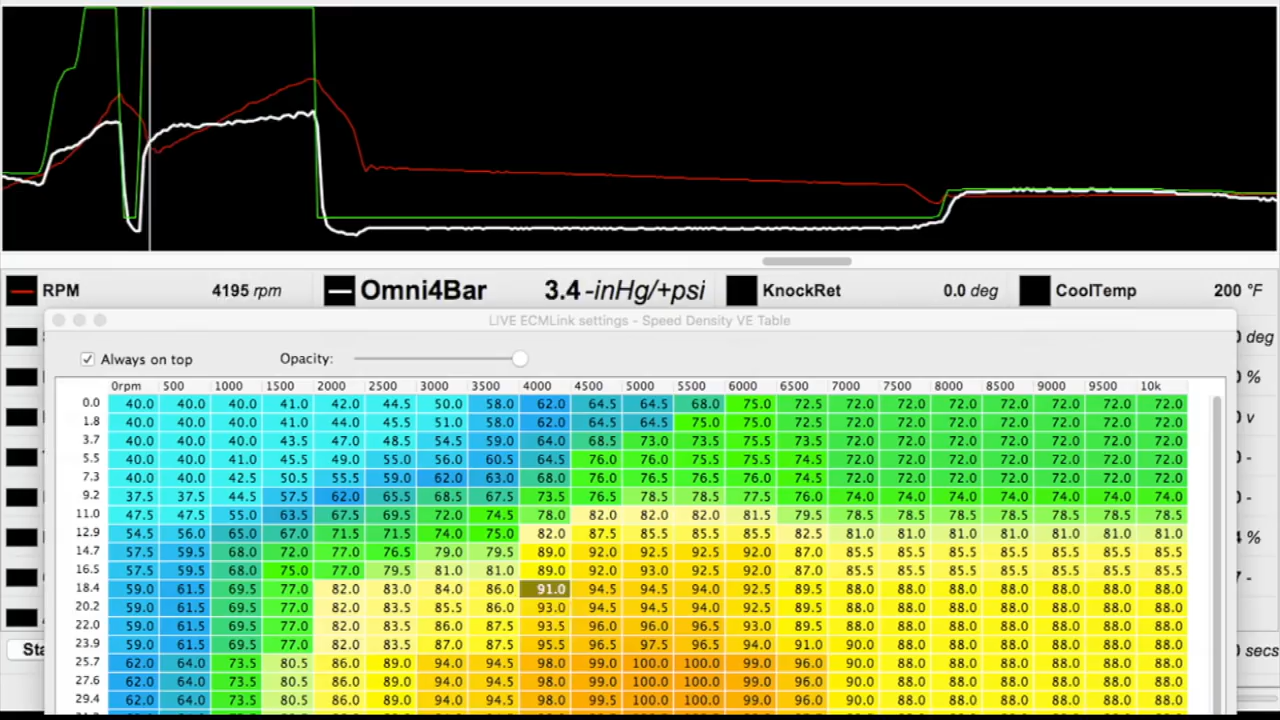 RPM 4195 rpm Omni4Bar 3.4 -inHg/+psi KnockRet 0.0 deg CoolTemp 200 °F
LIVE ECMLink settings - Speed Density VE Table
deg
Always on top Opacity:
%
0rpm 500 1000 1500 2000 2500 3000 3500 4000 4500 5000 5500 6000 6500 7000 7500 8000 8500 9000 9500 10k
0.0 40.0 40.0 40.0 41.0 42.0 44.5 50.0 58.0 62.0 64.5 64.5 68.0 75.0 72.5 72.0 72.0 72.0 72.0 72.0 72.0 72.0
1.8 40.0 40.0 40.0 41.0 44.0 45.5 51.0 58.0 62.0 64.5 64.5 75.0 75.0 72.5 72.0 72.0 72.0 72.0 72.0 72.0 72.0
v
3.7 40.0 40.0 40.0 43.5 47.0 48.5 54.5 59.0 64.0 68.5 73.0 73.5 75.5 73.5 72.0 72.0 72.0 72.0 72.0 72.0 72.0
5.5 40.0 40.0 41.0 45.5 49.0 55.0 56.0 60.5 64.5 76.0 76.0 75.5 75.5 74.5 72.0 72.0 72.0 72.0 72.0 72.0 72.0
7.3 40.0 40.0 42.5 50.5 55.5 59.0 62.0 63.0 68.0 76.0 76.5 76.5 76.0 74.5 72.0 72.0 72.0 72.0 72.0 72.0 72.0
9.2 37.5 37.5 44.5 57.5 62.0 65.5 68.5 67.5 73.5 76.5 78.5 78.5 77.5 76.0 74.0 74.0 74.0 74.0 74.0 74.0 74.0
11.0 47.5 47.5 55.0 63.5 67.5 69.5 72.0 74.5 78.0 82.0 82.0 82.0 81.5 79.5 78.5 78.5 78.5 78.5 78.5 78.5 78.5
12.9 54.5 56.0 65.0 67.0 71.5 71.5 74.0 75.0 82.0 87.5 85.5 85.5 85.5 82.5 81.0 81.0 81.0 81.0 81.0 81.0 81.0
%
14.7 57.5 59.5 68.0 72.0 77.0 76.5 79.0 79.5 89.0 92.0 92.5 92.5 92.0 87.0 85.5 85.5 85.5 85.5 85.5 85.5 85.5
16.5 57.5 59.5 68.0 75.0 77.0 79.5 81.0 81.0 89.0 92.0 93.0 92.5 92.0 87.0 85.5 85.5 85.5 85.5 85.5 85.5 85.5
18.4 59.0 61.5 69.5 77.0 82.0 83.0 84.0 86.0 91.0 94.5 94.5 94.0 92.5 89.5 88.0 88.0 88.0 88.0 88.0 88.0 88.0
20.2 59.0 61.5 69.5 77.0 82.0 83.5 85.5 86.0 93.0 94.5 94.5 94.0 92.5 89.5 88.0 88.0 88.0 88.0 88.0 88.0 88.0
22.0 59.0 61.5 69.5 77.0 82.0 83.5 86.0 87.5 93.5 96.0 96.0 96.5 93.0 89.5 88.0 88.0 88.0 88.0 88.0 88.0 88.0
23.9 59.0 61.5 69.5 77.0 82.0 83.5 87.0 87.5 95.5 96.5 97.5 96.5 94.0 91.0 90.0 88.0 88.0 88.0 88.0 88.0 88.0
secs
25.7 62.0 64.0 73.5 80.5 86.0 89.0 94.0 94.5 98.0 99.0 100.0 100.0 99.0 96.0 90.0 88.0 88.0 88.0 88.0 88.0 88.0
27.6 62.0 64.0 73.5 80.5 86.0 89.0 94.0 94.5 98.0 99.0 100.0 100.0 99.0 96.0 90.0 88.0 88.0 88.0 88.0 88.0 88.0
29.4 62.0 64.0 73.5 80.5 86.0 89.0 94.0 94.5 98.0 99.5 100.0 100.0 99.0 96.0 90.0 88.0 88.0 88.0 88.0 88.0 88.0